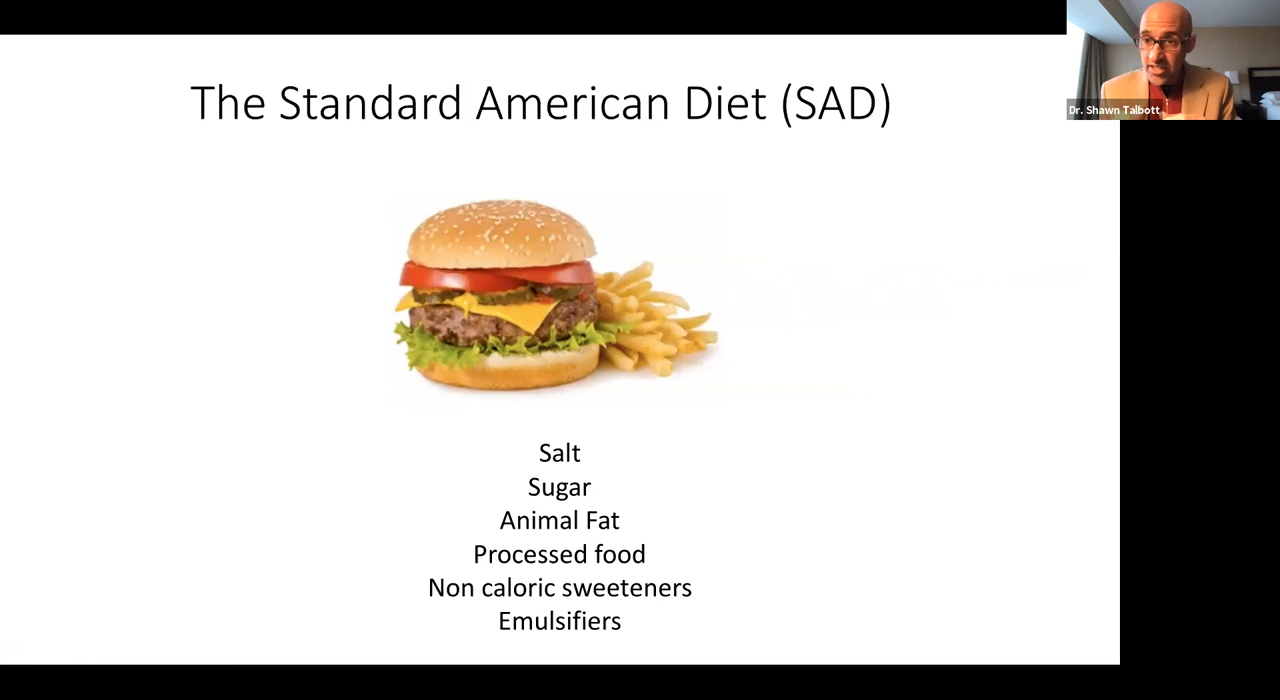 The Standard American Diet (SAD)
Dr. Shawn Talbott
Salt
Sugar
Animal Fat
Processed food
Non caloric sweeteners
Emulsifiers